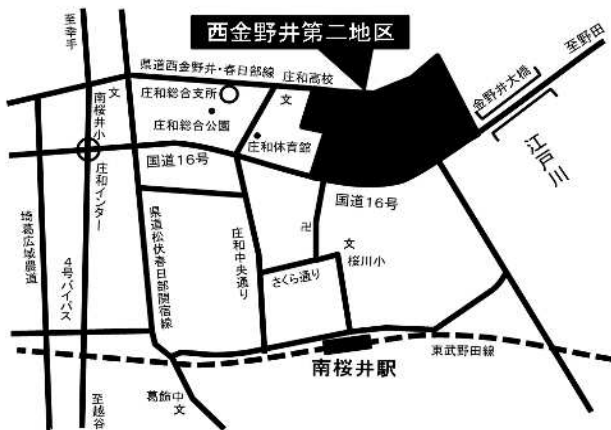 西金野井第二地区
至幸手
至野田
県道西金野井・春日部線
庄和高校
文
金野井大橋
南桜井小
文
庄和総合支所
文
江戸川
庄和総合公園
庄和体育館
国道16号
庄和インター
国道16号
卍
埼葛広域農道
4号バイパス
県道松伏春日部関宿線
庄和中央通り
文
桜川小
さくら通り
東武野田線
南桜井駅
葛飾中
文
至越谷